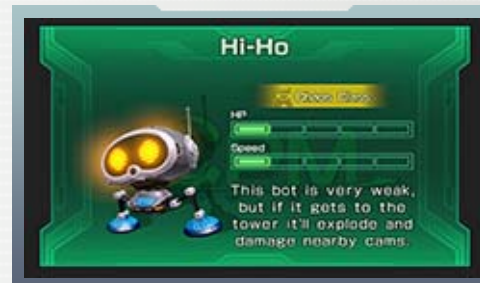 Hi-Ho
HP
Speed
This bot is very weak,
but if it gets to the
tower it'll explode and
damage nearby cams.